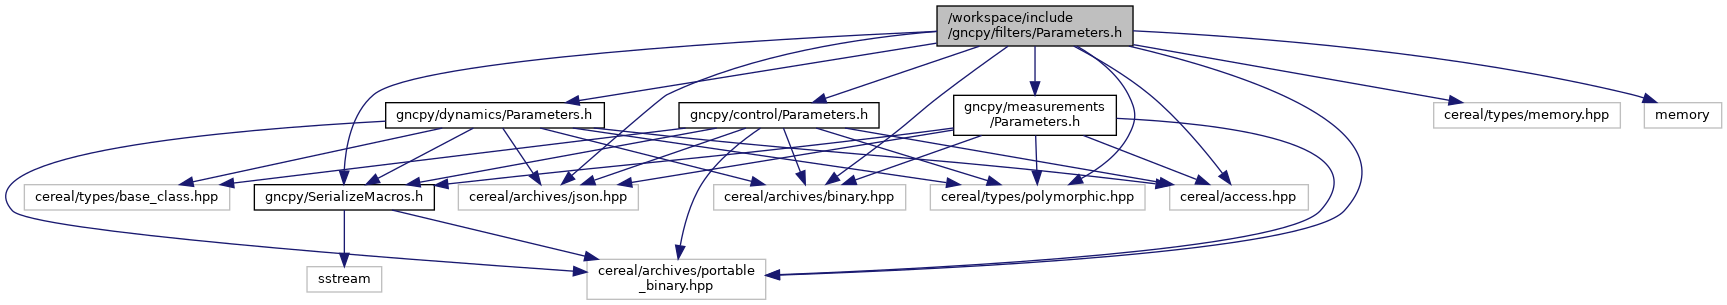 /workspace/include
/gncpy/filters/Parameters.h
gncpy/dynamics/Parameters.h
gncpy/control/Parameters.h
gncpy/measurements
/Parameters.h
cereal/types/memory.hpp
memory
cereal/types/base_class.hpp
gncpy/SerializeMacros.h
cereal/archives/json.hpp
cereal/archives/binary.hpp
cereal/types/polymorphic.hpp
cereal/access.hpp
sstream
cereal/archives/portable
_binary.hpp